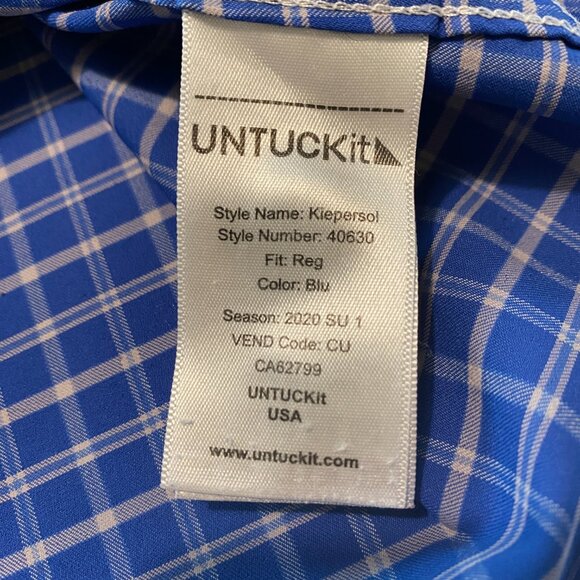 UNTUCKit
Style Name: Kiepersol
Style Number: 40630
Fit: Reg
Color: Blu
Season: 2020 SU 1
VEND Code: CU
CA62799
UNTUCKit
USA
www.untuckit.com